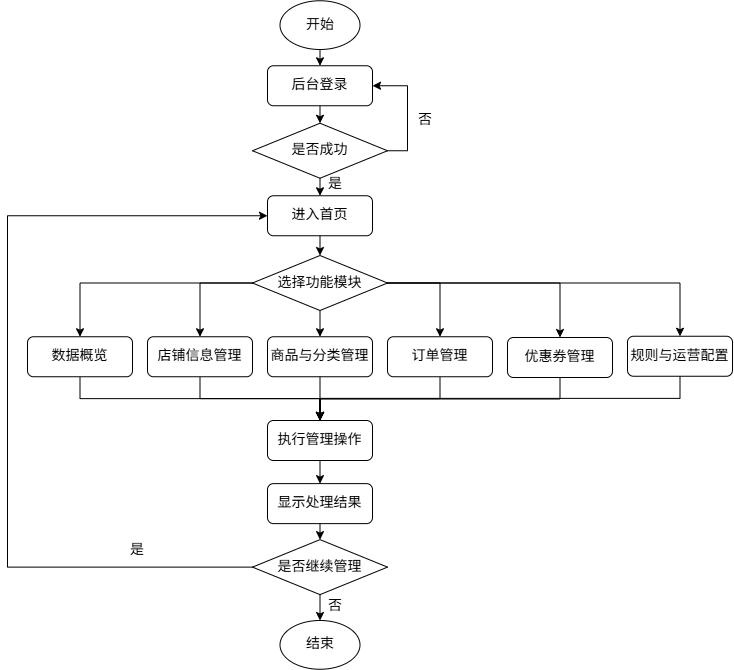 开始
后台登录
否
是否成功
是
进入首页
选择功能模块
数据概览
店铺信息管理
商品与分类管理
订单管理
优惠券管理
规则与运营配置
执行管理操作
显示处理结果
是
是否继续管理
否
结束